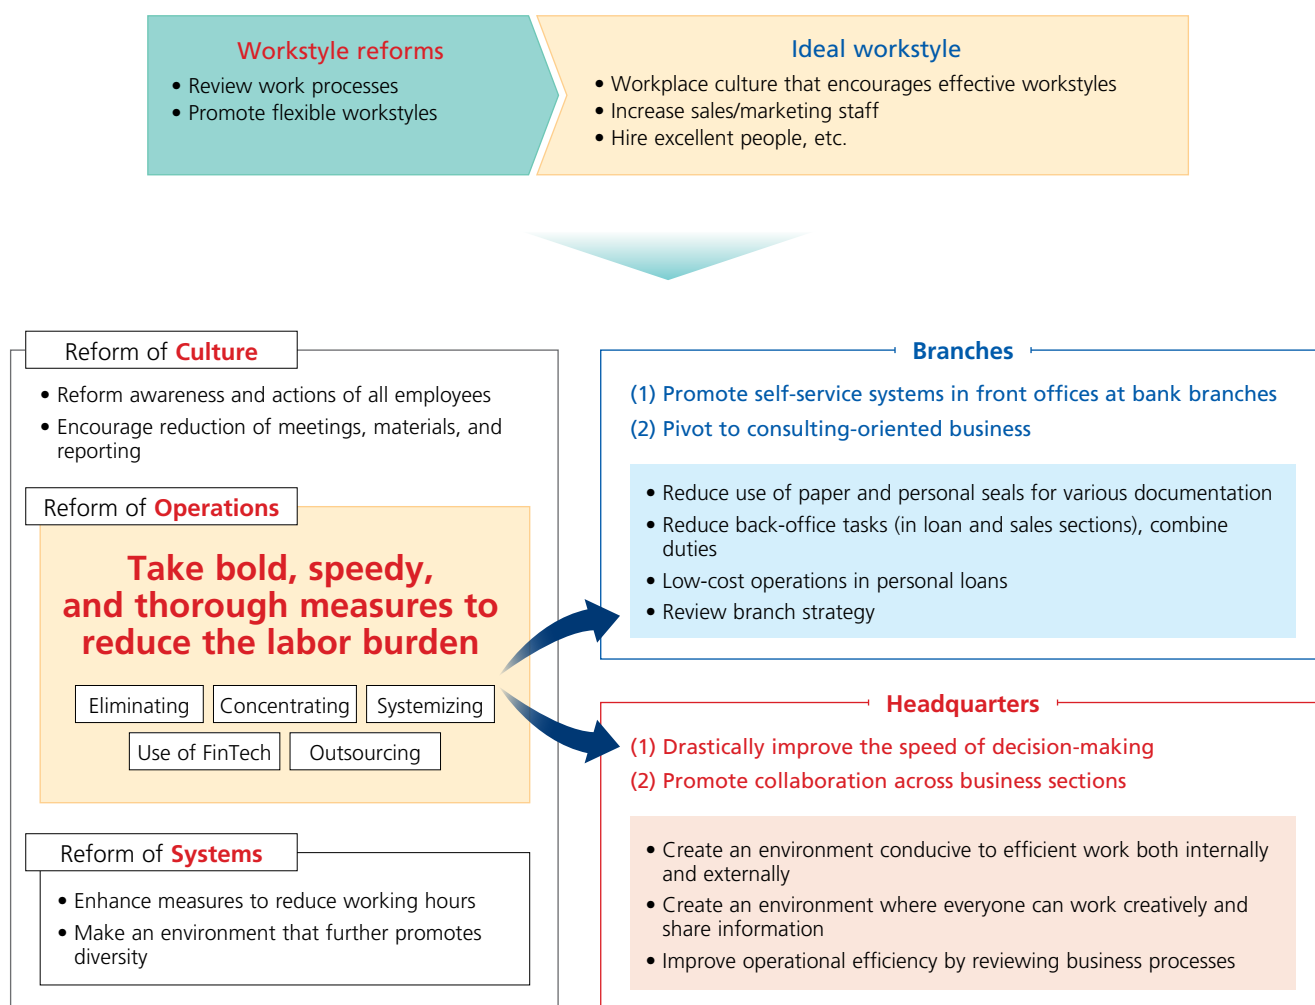 Workstyle reforms
• Review work processes
• Promote flexible workstyles
Ideal workstyle
• Workplace culture that encourages effective workstyles
• Increase sales/marketing staff
• Hire excellent people, etc.
Reform of Culture
• Reform awareness and actions of all employees
• Encourage reduction of meetings, materials, and
reporting
Reform of Operations
Take bold, speedy,
and thorough measures to
reduce the labor burden
Eliminating
Concentrating
Systemizing
Use of FinTech
Outsourcing
Reform of Systems
• Enhance measures to reduce working hours
• Make an environment that further promotes
diversity
Branches
(1) Promote self-service systems in front offices at bank branches
(2) Pivot to consulting-oriented business
• Reduce use of paper and personal seals for various documentation
• Reduce back-office tasks (in loan and sales sections), combine
duties
• Low-cost operations in personal loans
• Review branch strategy
Headquarters
(1) Drastically improve the speed of decision-making
(2) Promote collaboration across business sections
• Create an environment conducive to efficient work both internally
and externally
• Create an environment where everyone can work creatively and
share information
• Improve operational efficiency by reviewing business processes